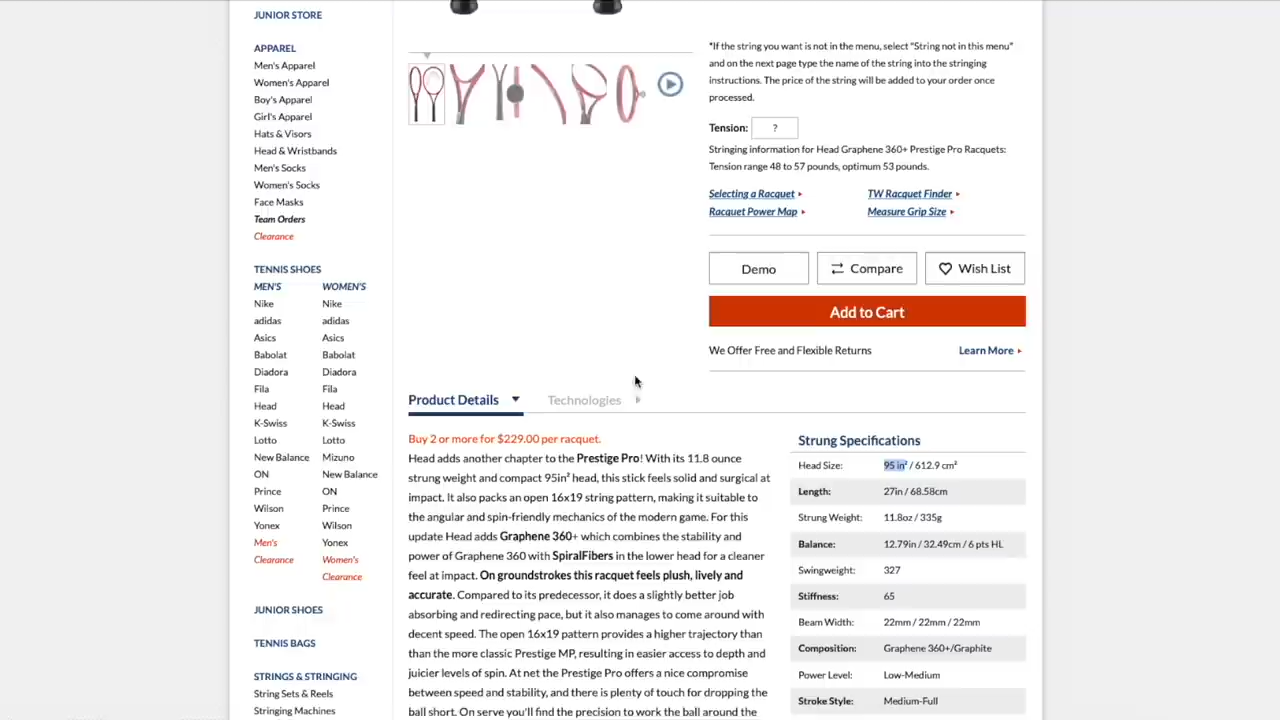 JUNIOR STORE
APPAREL
Men's Apparel
Women's Apparel
Boy's Apparel
Girl's Apparel
Hats & Visors
Head & Wristbands
Men's Socks
Women's Socks
Face Masks
Team Orders
Clearance
TENNIS SHOES
MEN'S WOMEN'S
Nike Nike
adidas adidas
Asics Asics
Babolat Babolat
Diadora Diadora
Fila Fila
Head Head
K-Swiss K-Swiss
Lotto Lotto
New Balance Mizuno
ON New Balance
Prince ON
Wilson Prince
Yonex Wilson
Men's Yonex
Clearance Women's
Clearance
JUNIOR SHOES
TENNIS BAGS
STRINGS & STRINGING
String Sets & Reels
Stringing Machines
*If the string you want is not in the menu, select "String not in this menu"
and on the next page type the name of the string into the stringing
instructions. The price of the string will be added to your order once
processed.
Tension: ?
Stringing information for Head Graphene 360+ Prestige Pro Racquets:
Tension range 48 to 57 pounds, optimum 53 pounds.
Selecting a Racquet TW Racquet Finder
Racquet Power Map Measure Grip Size
Demo Compare Wish List
Add to Cart
We Offer Free and Flexible Returns Learn More
Product Details Technologies
Buy 2 or more for $229.00 per racquet.
Head adds another chapter to the Prestige Pro! With its 11.8 ounce
strung weight and compact 95in² head, this stick feels solid and surgical at
impact. It also packs an open 16x19 string pattern, making it suitable to
the angular and spin-friendly mechanics of the modern game. For this
update Head adds Graphene 360+ which combines the stability and
power of Graphene 360 with SpiralFibers in the lower head for a cleaner
feel at impact. On groundstrokes this racquet feels plush, lively and
accurate. Compared to its predecessor, it does a slightly better job
absorbing and redirecting pace, but it also manages to come around with
decent speed. The open 16x19 pattern provides a higher trajectory than
than the more classic Prestige MP, resulting in easier access to depth and
juicier levels of spin. At net the Prestige Pro offers a nice compromise
between speed and stability, and there is plenty of touch for dropping the
ball short. On serve you'll find the precision to work the ball around the
Strung Specifications
Head Size: 95 in² / 612.9 cm²
Length: 27in / 68.58cm
Strung Weight: 11.8oz / 335g
Balance: 12.79in / 32.49cm / 6 pts HL
Swingweight: 327
Stiffness: 65
Beam Width: 22mm / 22mm / 22mm
Composition: Graphene 360+/Graphite
Power Level: Low-Medium
Stroke Style: Medium-Full